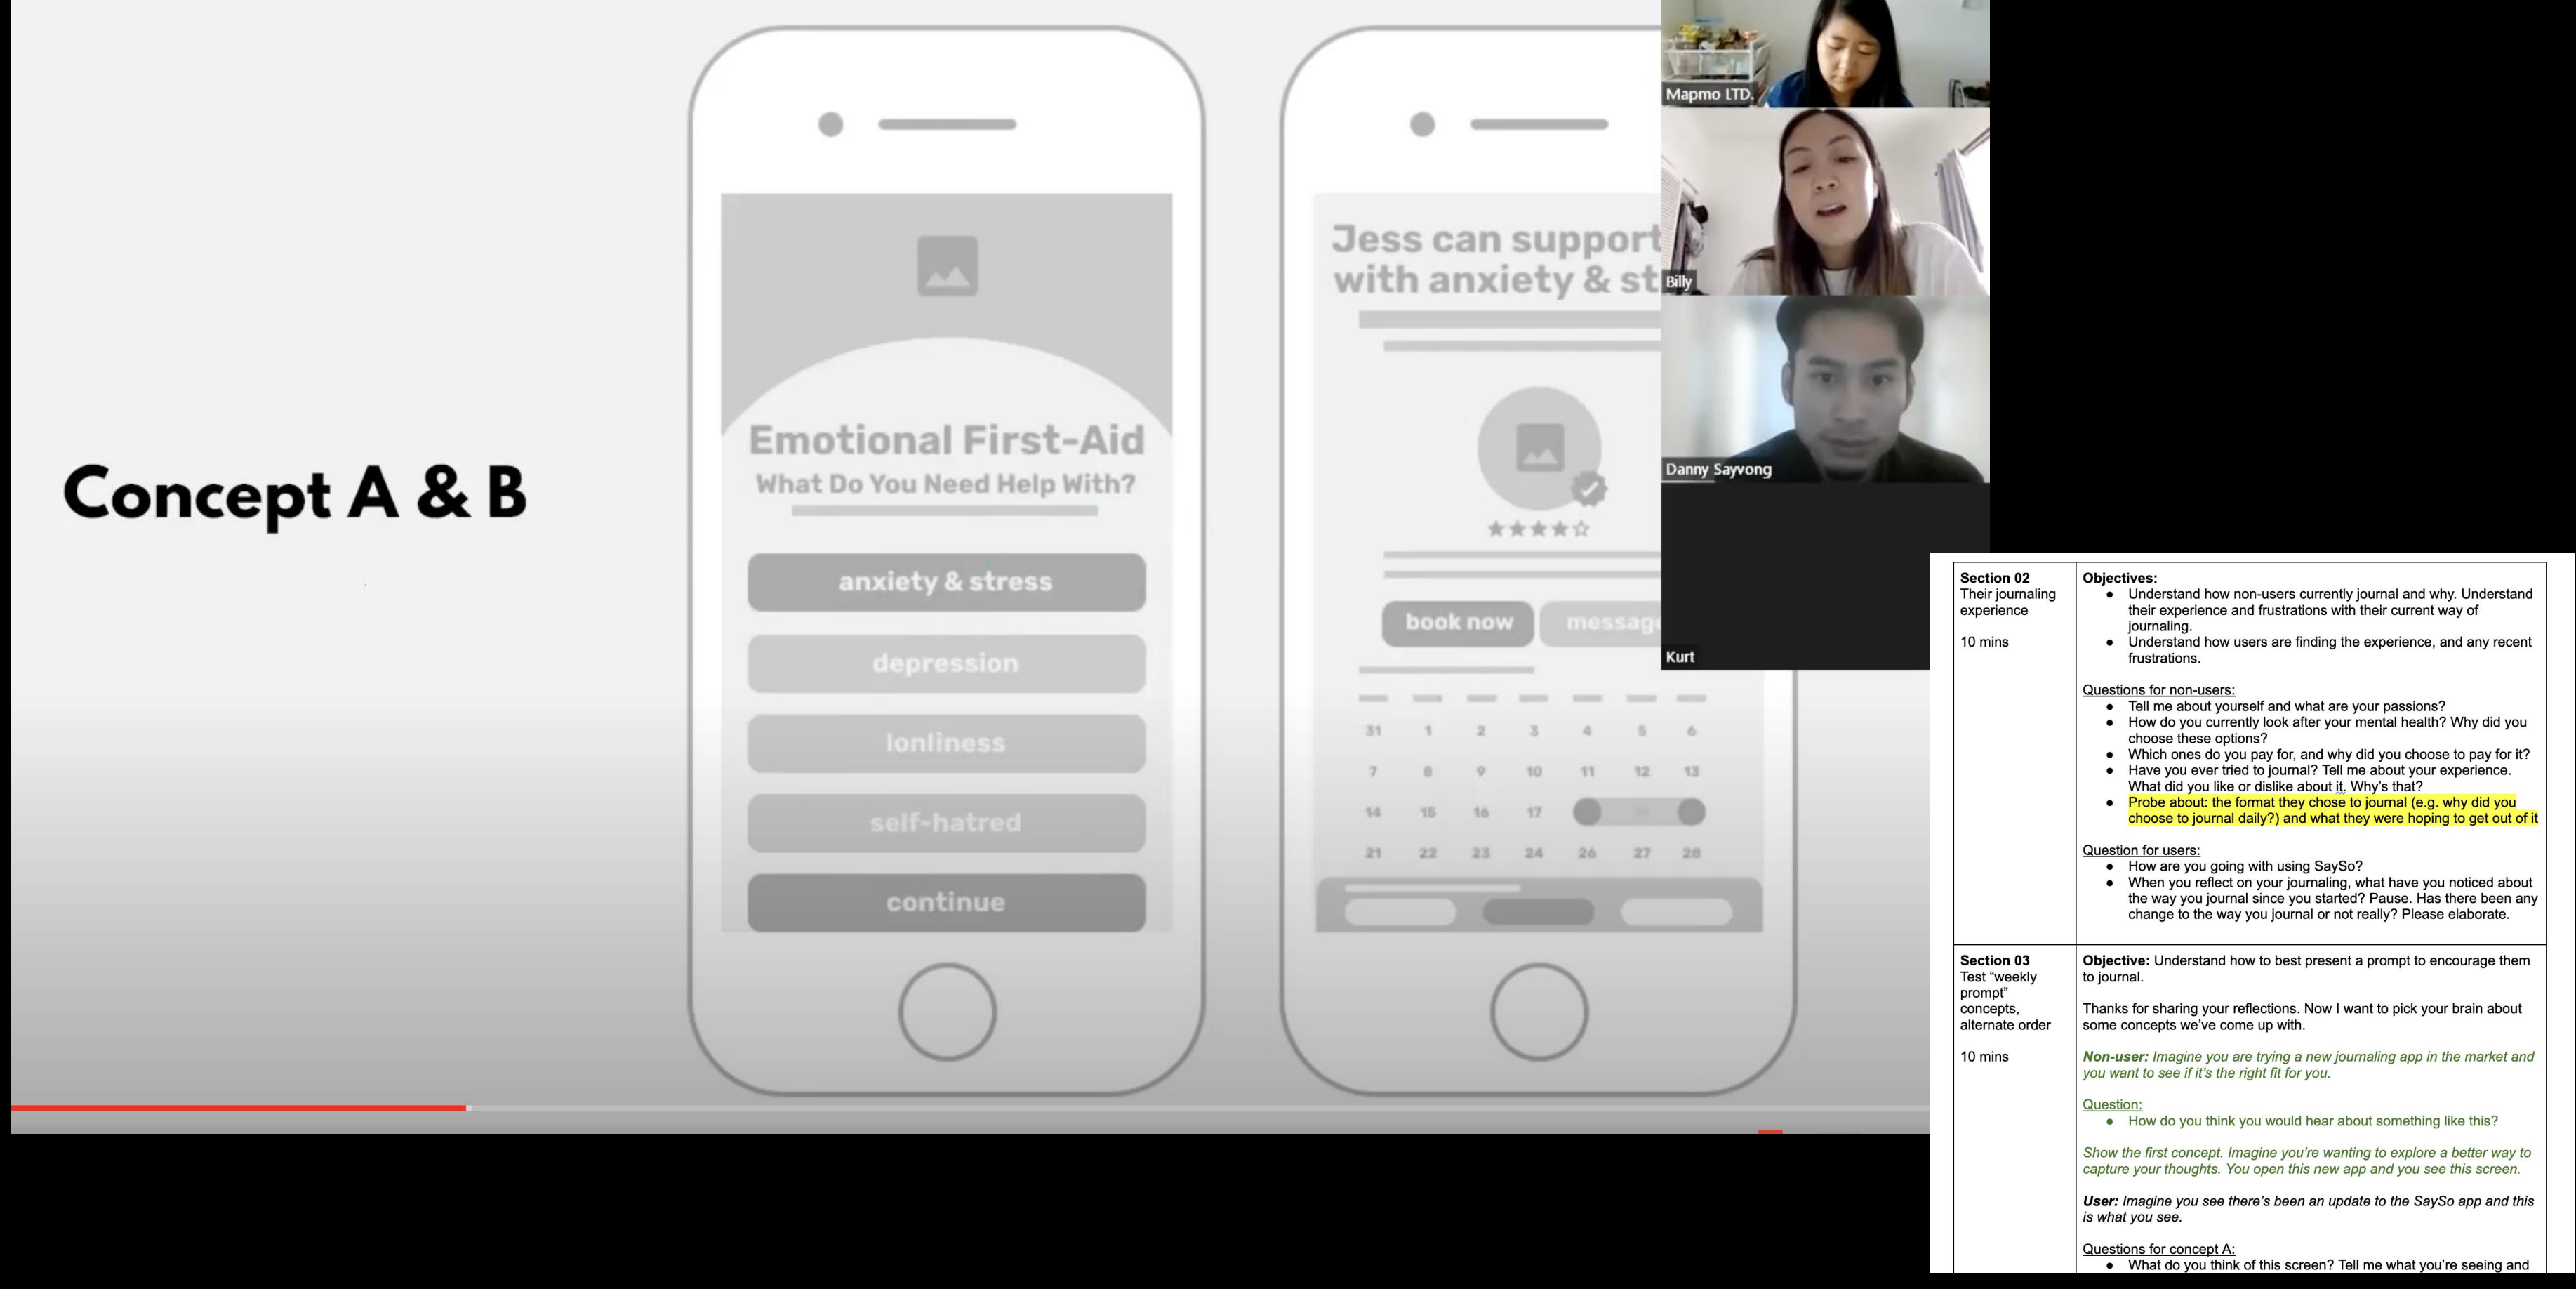 Concept A & B
Emotional First-Aid
What Do You Need Help With?
anxiety & stress
depression
lonliness
self-hatred
continue
Jess can support
with anxiety & st
book now
message
31 1 2 3 4 5 6
7 8 9 10 11 12 13
14 15 16 17
21 22 23 24 26 27 28
Mapmo LTD.
Billy
Danny Sayvong
Kurt
Section 02
Their journaling
experience
10 mins
Objectives:
● Understand how non-users currently journal and why. Understand
their experience and frustrations with their current way of
journaling.
● Understand how users are finding the experience, and any recent
frustrations.
Questions for non-users:
● Tell me about yourself and what are your passions?
● How do you currently look after your mental health? Why did you
choose these options?
● Which ones do you pay for, and why did you choose to pay for it?
● Have you ever tried to journal? Tell me about your experience.
What did you like or dislike about it. Why's that?
● Probe about: the format they chose to journal (e.g. why did you
choose to journal daily?) and what they were hoping to get out of it
Question for users:
● How are you going with using SaySo?
● When you reflect on your journaling, what have you noticed about
the way you journal since you started? Pause. Has there been any
change to the way you journal or not really? Please elaborate.
Section 03
Test “weekly
prompt”
concepts,
alternate order
10 mins
Objective: Understand how to best present a prompt to encourage them
to journal.
Thanks for sharing your reflections. Now I want to pick your brain about
some concepts we've come up with.
Non-user: Imagine you are trying a new journaling app in the market and
you want to see if it's the right fit for you.
Question:
● How do you think you would hear about something like this?
Show the first concept. Imagine you're wanting to explore a better way to
capture your thoughts. You open this new app and you see this screen.
User: Imagine you see there's been an update to the SaySo app and this
is what you see.
Questions for concept A:
● What do you think of this screen? Tell me what you're seeing and